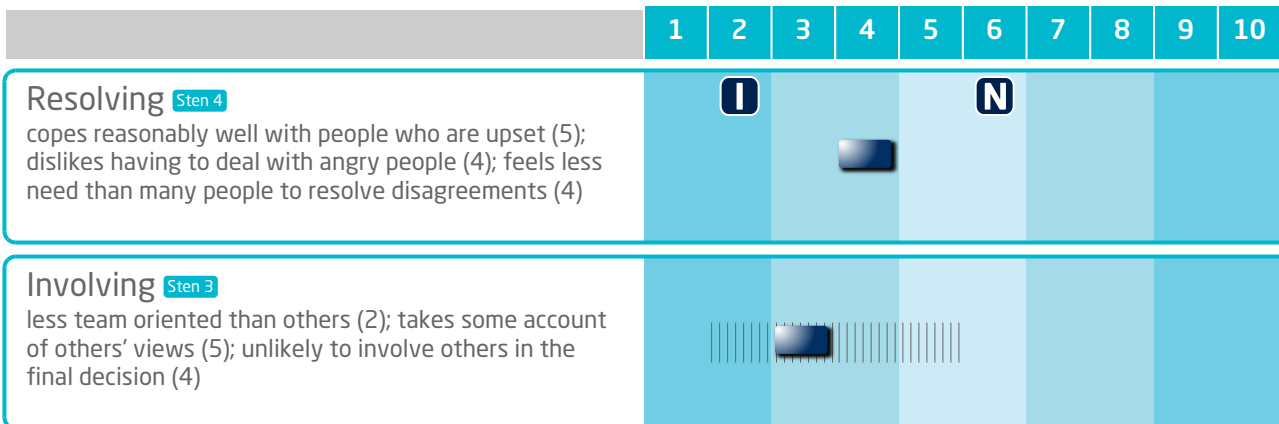 1 2 3 4 5 6 7 8 9 10
Resolving Sten 4
I N
copes reasonably well with people who are upset (5);
dislikes having to deal with angry people (4); feels less
need than many people to resolve disagreements (4)
Involving Sten 3
less team oriented than others (2); takes some account
of others’ views (5); unlikely to involve others in the
final decision (4)